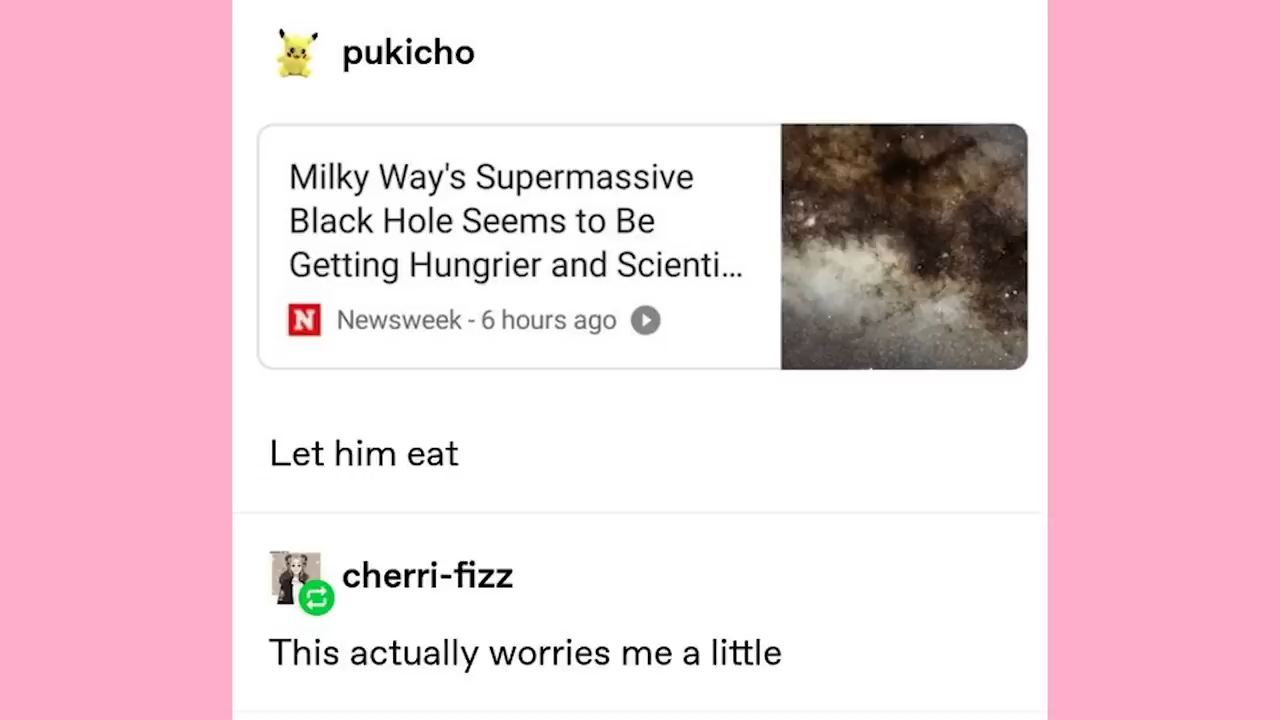 pukicho
Milky Way's Supermassive
Black Hole Seems to Be
Getting Hungrier and Scienti...
N
Newsweek - 6 hours ago
Let him eat
cherri-fizz
This actually worries me a little